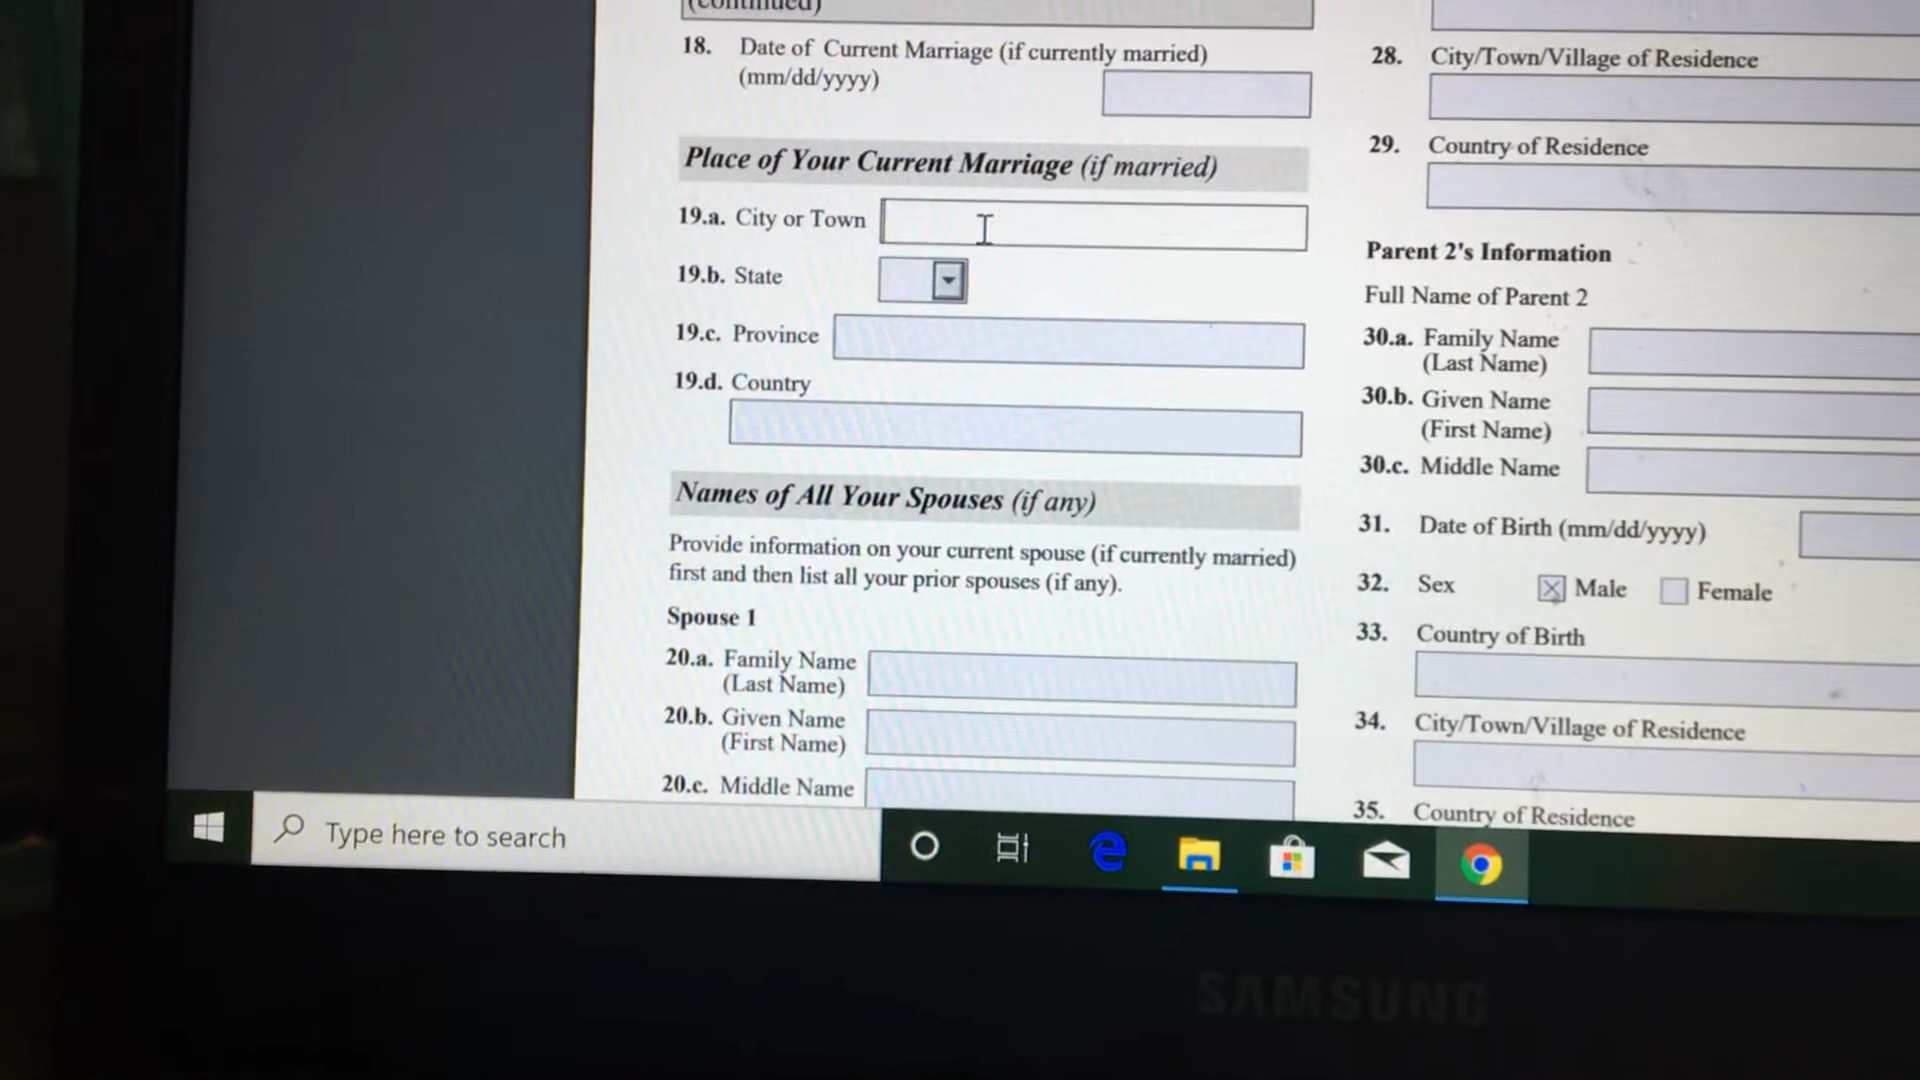 (continued)
18. Date of Current Marriage (if currently married)
(mm/dd/yyyy)
Place of Your Current Marriage (if married)
19.a. City or Town
19.b. State
19.c. Province
19.d. Country
Names of All Your Spouses (if any)
Provide information on your current spouse (if currently married)
first and then list all your prior spouses (if any).
Spouse 1
20.a. Family Name
(Last Name)
20.b. Given Name
(First Name)
20.c. Middle Name
28. City/Town/Village of Residence
29. Country of Residence
Parent 2's Information
Full Name of Parent 2
30.a. Family Name
(Last Name)
30.b. Given Name
(First Name)
30.c. Middle Name
31. Date of Birth (mm/dd/yyyy)
32. Sex Male Female
33. Country of Birth
34. City/Town/Village of Residence
35. Country of Residence
Type here to search
SAMSUNG